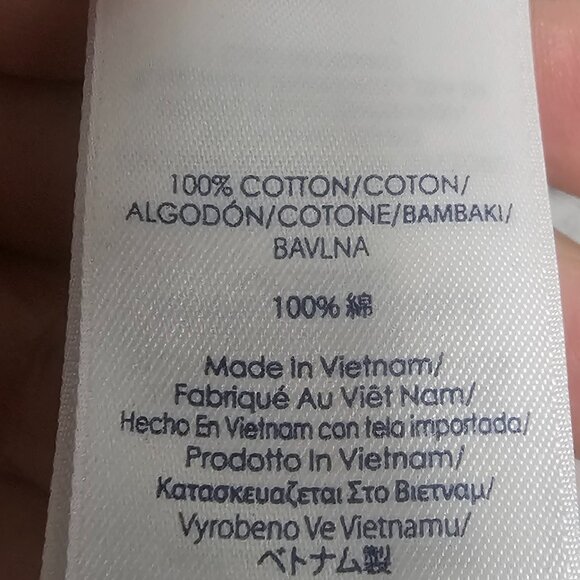 100% COTTON/COTON/
ALGODÓN/COTONE/BAMBAKI/
BAVLNA
100% 綿
Made In Vietnam/
Fabriqué Au Viêt Nam/
Hecho En Vietnam con tela importada/
Prodotto In Vietnam/
Κατασκευαζεται Στο Βιετναμ/
Vyrobeno Ve Vietnamu/
ベトナム製